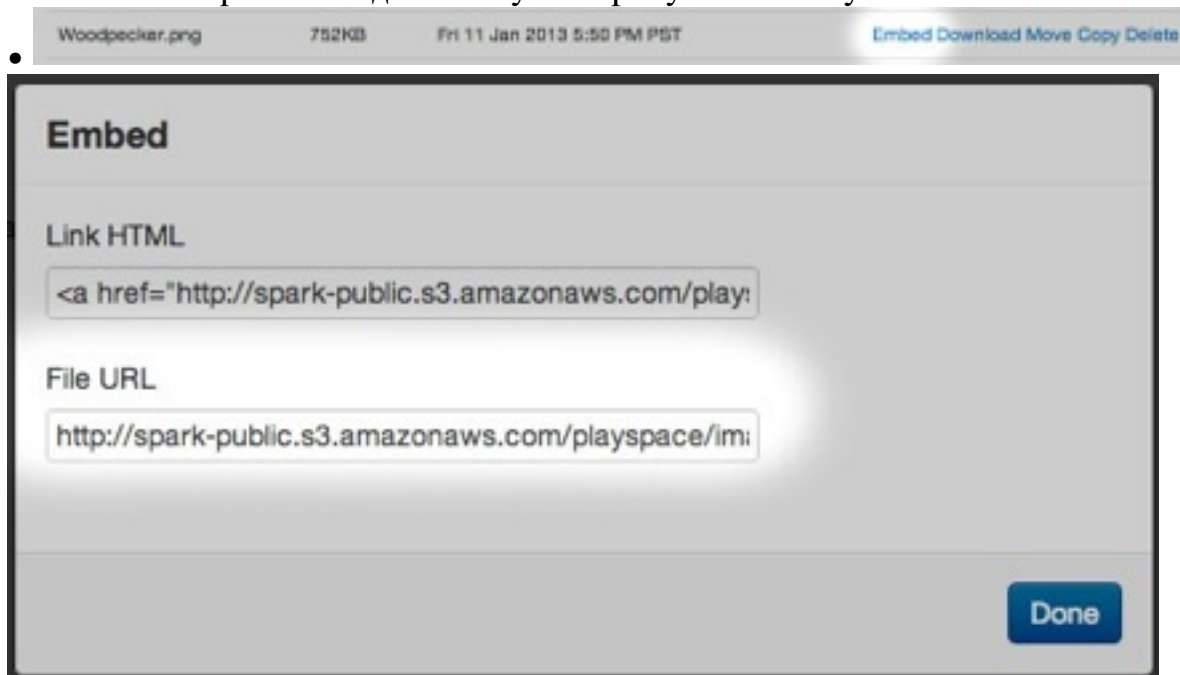 Woodpecker.png 752KB Fri 11 Jan 2013 5:50 PM PST Embed Download Move Copy Delete
Embed
Link HTML
<a href="http://spark-public.s3.amazonaws.com/play
File URL
http://spark-public.s3.amazonaws.com/playspace/im
Done